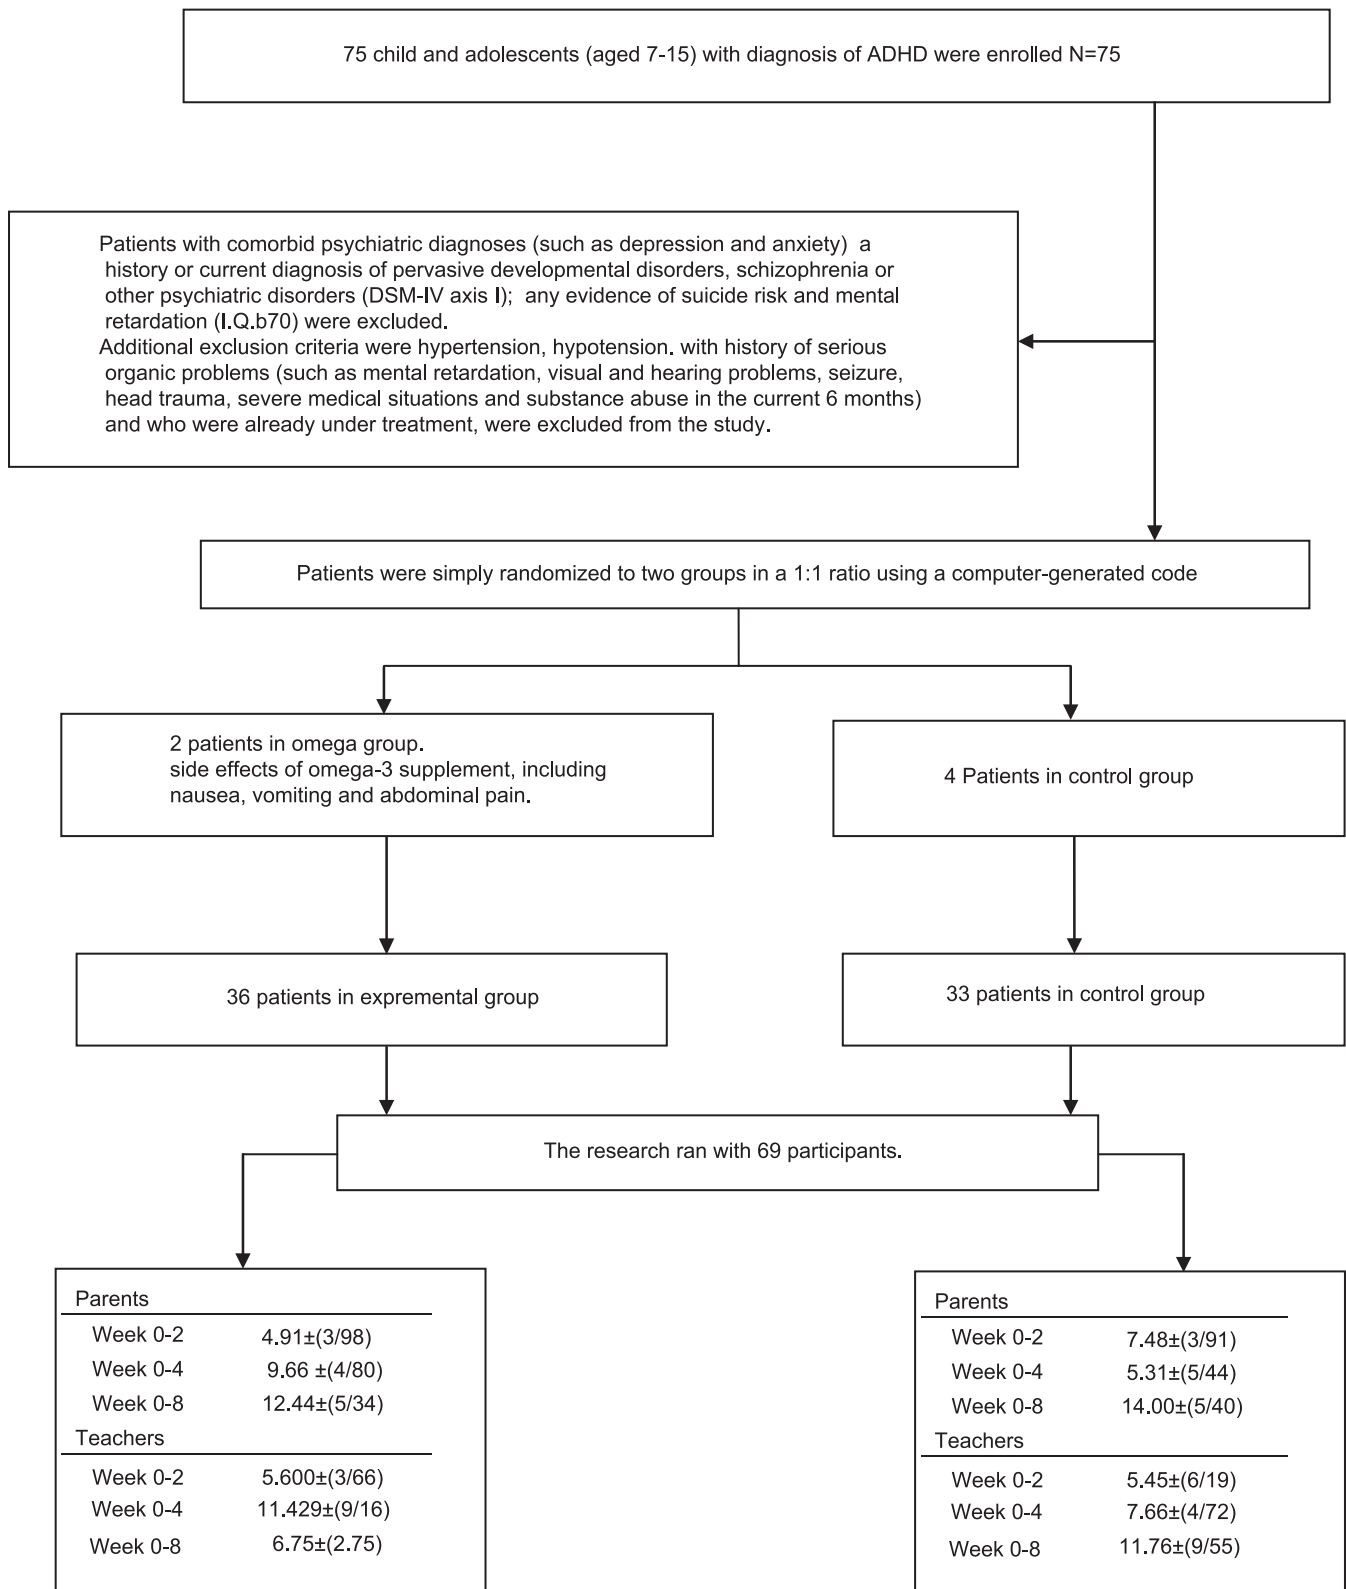 75 child and adolescents (aged 7-15) with diagnosis of ADHD were enrolled N=75
Patients with comorbid psychiatric diagnoses (such as depression and anxiety) a
history or current diagnosis of pervasive developmental disorders, schizophrenia or
other psychiatric disorders (DSM-IV axis I); any evidence of suicide risk and mental
retardation (I.Q.b70) were excluded.
Additional exclusion criteria were hypertension, hypotension. with history of serious
organic problems (such as mental retardation, visual and hearing problems, seizure,
head trauma, severe medical situations and substance abuse in the current 6 months)
and who were already under treatment, were excluded from the study.
Patients were simply randomized to two groups in a 1:1 ratio using a computer-generated code
2 patients in omega group.
side effects of omega-3 supplement, including
nausea, vomiting and abdominal pain.
4 Patients in control group
36 patients in expremental group
33 patients in control group
The research ran with 69 participants.
Parents
Week 0-2 4.91±(3/98)
Week 0-4 9.66 ±(4/80)
Week 0-8 12.44±(5/34)
Teachers
Week 0-2 5.600±(3/66)
Week 0-4 11.429±(9/16)
Week 0-8 6.75±(2.75)
Parents
Week 0-2 7.48±(3/91)
Week 0-4 5.31±(5/44)
Week 0-8 14.00±(5/40)
Teachers
Week 0-2 5.45±(6/19)
Week 0-4 7.66±(4/72)
Week 0-8 11.76±(9/55)